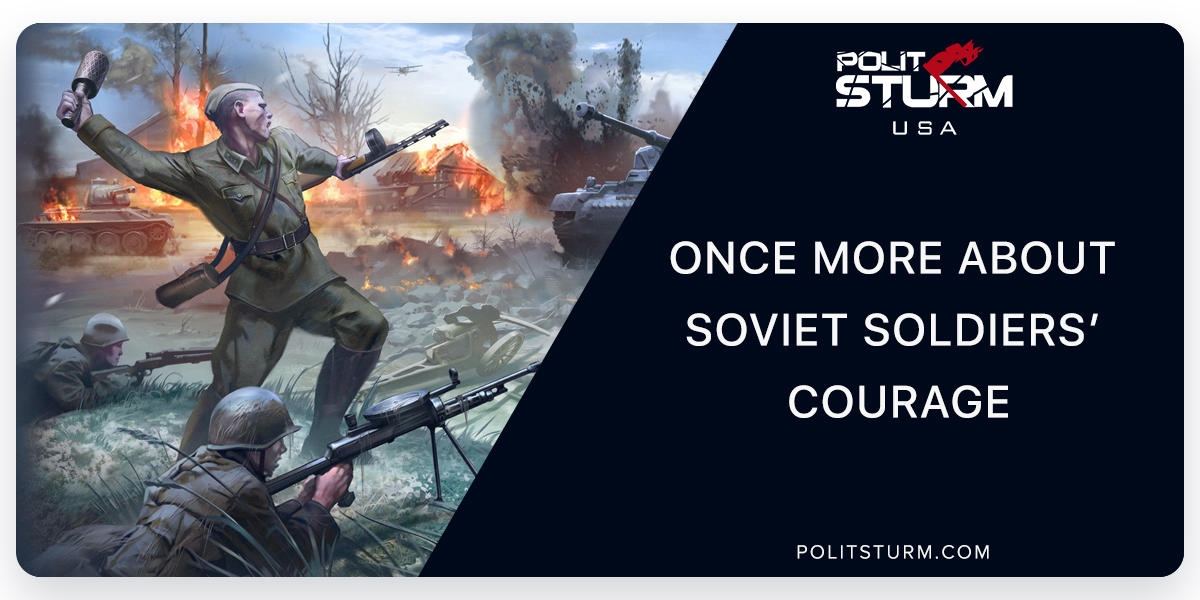 POLIT
STURM
USA
ONCE MORE ABOUT
SOVIET SOLDIERS’
COURAGE
POLITSTURM.COM